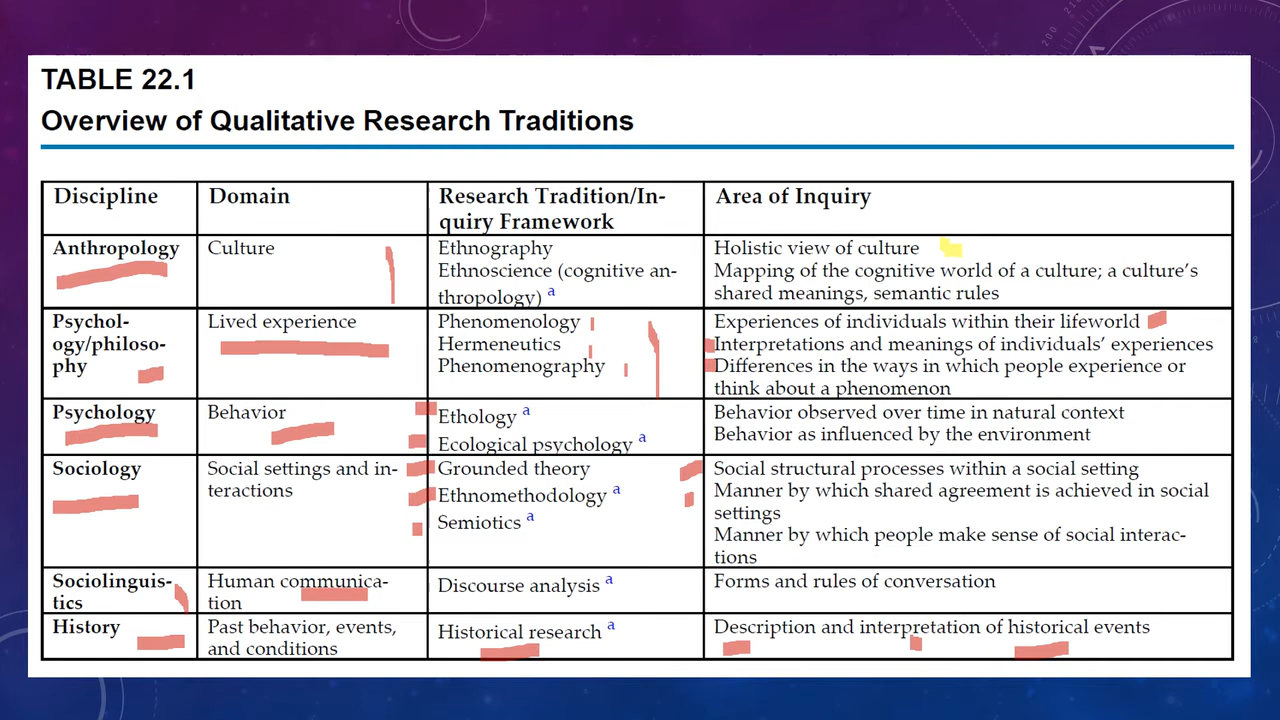 TABLE 22.1
Overview of Qualitative Research Traditions
Discipline
Domain
Research Tradition/In-
quiry Framework
Area of Inquiry
Anthropology
Culture
Ethnography
Ethnoscience (cognitive an-
thropology) a
Holistic view of culture
Mapping of the cognitive world of a culture; a culture's
shared meanings, semantic rules
Psychol-
ogy/philoso-
phy
Lived experience
Phenomenology
Hermeneutics
Phenomenography
Experiences of individuals within their lifeworld
Interpretations and meanings of individuals' experiences
Differences in the ways in which people experience or
think about a phenomenon
Psychology
Behavior
Ethology a
Ecological psychology a
Behavior observed over time in natural context
Behavior as influenced by the environment
Sociology
Social settings and in-
teractions
Grounded theory
Ethnomethodology a
Semiotics a
Social structural processes within a social setting
Manner by which shared agreement is achieved in social
settings
Manner by which people make sense of social interac-
tions
Sociolinguis-
tics
Human communica-
tion
Discourse analysis a
Forms and rules of conversation
History
Past behavior, events,
and conditions
Historical research a
Description and interpretation of historical events
200
210